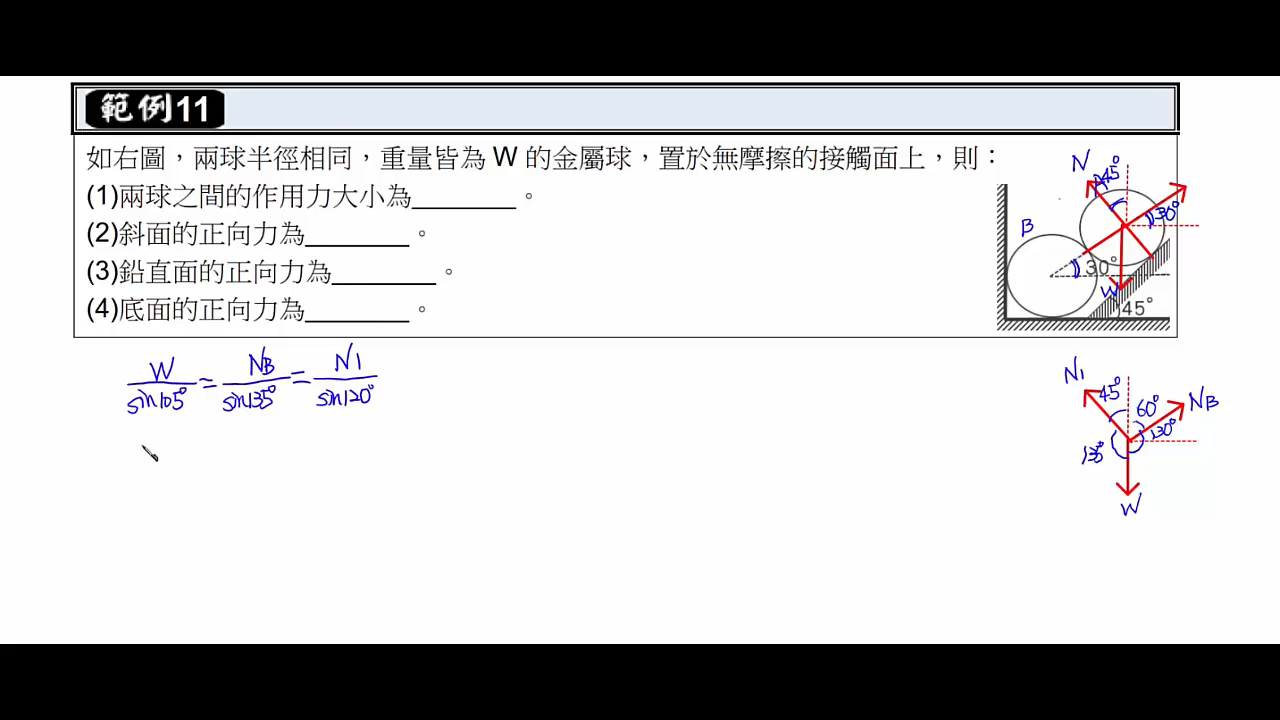 範例11
如右圖，兩球半徑相同，重量皆為 W 的金屬球，置於無摩擦的接觸面上，則：
(1)兩球之間的作用力大小為_______。
(2)斜面的正向力為_______。
(3)鉛直面的正向力為_______。
(4)底面的正向力為_______。
N
45°
A
30°
B
30°
W
45°
W/sin105° = NB/sin135° = N1/sin120°
N1
45°
60°
NB
30°
135°
W